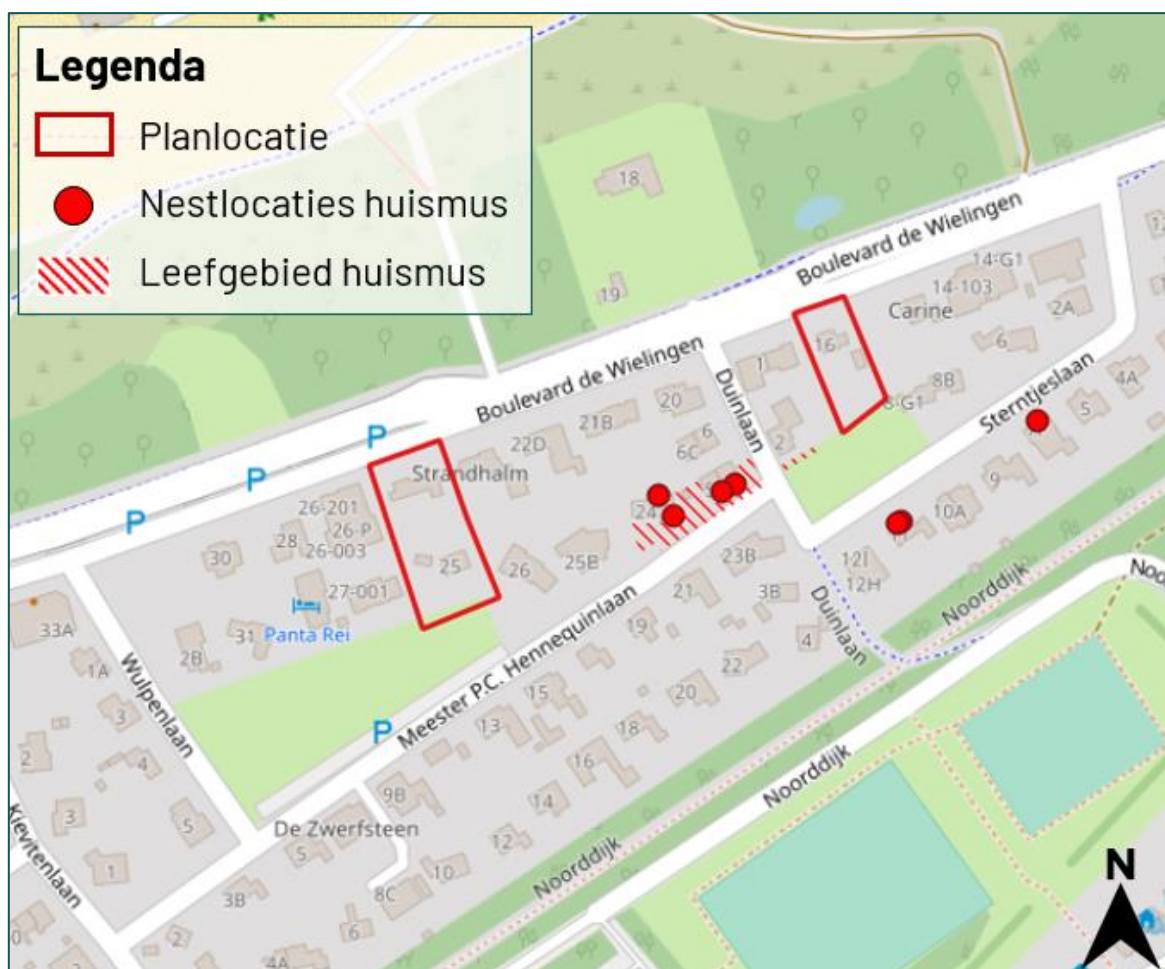 Legenda
Planlocatie
Nestlocaties huismus
Leefgebied huismus
18
19
Boulevard de Wielingen
14-G1
14-103
Carine
2A
16
6
1
Boulevard de Wielingen
Duinlaan
20
21B
6
6C
2
8B
8-G1
Sterntjeslaan
4A
5
9
10A
P
P
P
22D
Strandhalm
26-201
26-P
26-003
28
30
24
25
26
25B
23B
27-001
Panta Rei
31
2B
33A
1A
3
4
2
3
5
1
Wulpenlaan
Kievitenlaan
P
Meester P.C. Hennequinlaan
21
19
3B
4
22
20
18
15
13
16
14
12
12I
12H
Duinlaan
Noorddijk
Noorddijk
Noorddijk
9B
De Zwerfsteen
5
10
8C
3B
6
2
4A
N